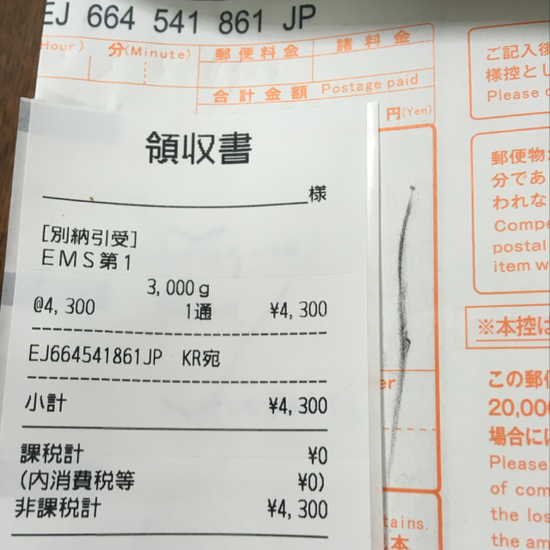 EJ 664 541 861 JP
Hour) 分(Minute) 郵便料金 諸料金
合計金額 Postage paid
円(Yen)
領収書
様
[別納引受]
EMS第1
3,000g
@4,300 1通 ¥4,300
EJ664541861JP KR宛
小計 ¥4,300
課税計 ¥0
(内消費税等 ¥0)
非課税計 ¥4,300
ご記入後
様控とし
Please
郵便物
分であ
われな
Compe
postal
item w
※本控は
この郵便
20,000
場合に
Please
of com
the los
the am
er
tains.
本